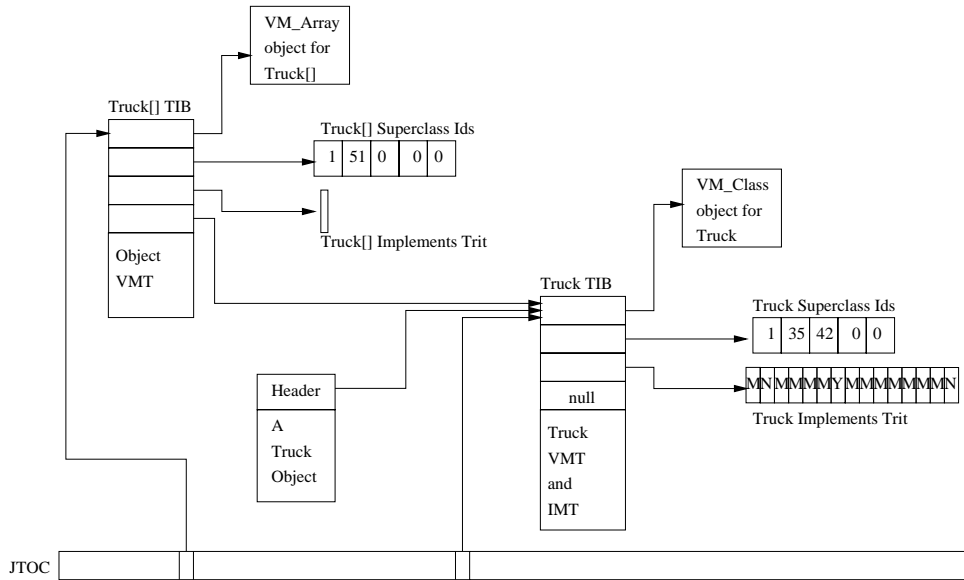 VM_Array
object for
Truck[]
Truck[] TIB
Truck[] Superclass Ids
1 51 0 0 0
Truck[] Implements Trit
Object
VMT
VM_Class
object for
Truck
Truck TIB
Truck Superclass Ids
1 35 42 0 0
MNMMMMYMMMMMMMN
Truck Implements Trit
null
Truck
VMT
and
IMT
Header
A
Truck
Object
JTOC